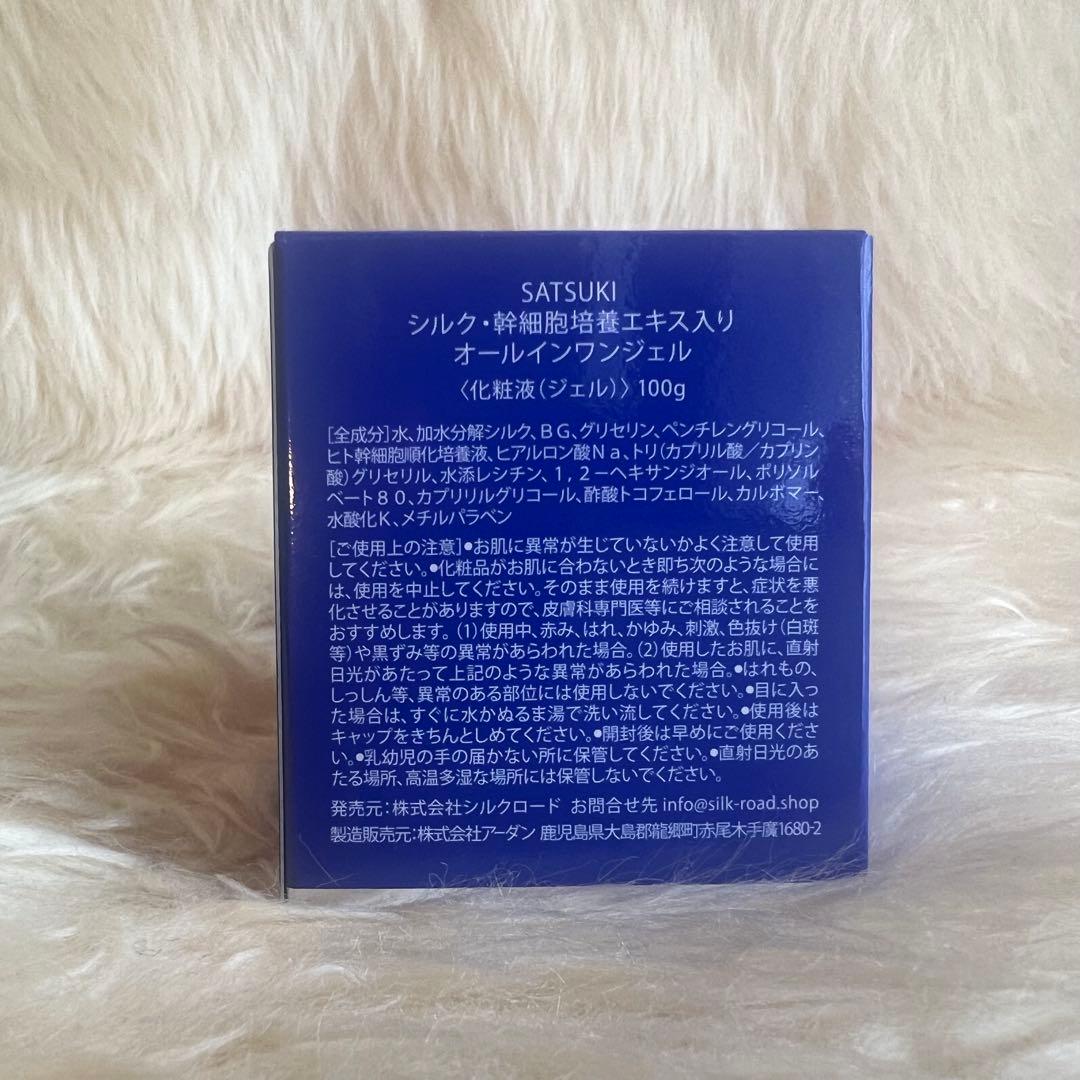 SATSUKI
シルク・幹細胞培養エキス入り
オールインワンジェル
〈化粧液(ジェル)〉100g
[全成分]水、加水分解シルク、BG、グリセリン、ペンチレングリコール、
ヒト幹細胞順化培養液、ヒアルロン酸Na、トリ(カプリル酸/カプリン
酸)グリセリル、水添レシチン、1,2-ヘキサンジオール、ポリソル
ベート80、カプリリルグリコール、酢酸トコフェロール、カルボマー、
水酸化K、メチルパラベン
[ご使用上の注意]●お肌に異常が生じていないかよく注意して使用
してください。●化粧品がお肌に合わないとき即ち次のような場合に
は、使用を中止してください。そのまま使用を続けますと、症状を悪
化させることがありますので、皮膚科専門医等にご相談されることを
おすすめします。(1)使用中、赤み、はれ、かゆみ、刺激、色抜け(白斑
等)や黒ずみ等の異常があらわれた場合。(2)使用したお肌に、直射
日光があたって上記のような異常があらわれた場合。●はれもの、
しっしん等、異常のある部位には使用しないでください。●目に入っ
た場合は、すぐに水かぬるま湯で洗い流してください。●使用後は
キャップをきちんとしめてください。●開封後は早めにご使用くださ
い。●乳幼児の手の届かない所に保管してください。●直射日光のあ
たる場所、高温多湿な場所には保管しないでください。
発売元:株式会社シルクロード お問合せ先 info@silk-road.shop
製造販売元:株式会社アーダン 鹿児島県大島郡龍郷町赤尾木手廣1680-2